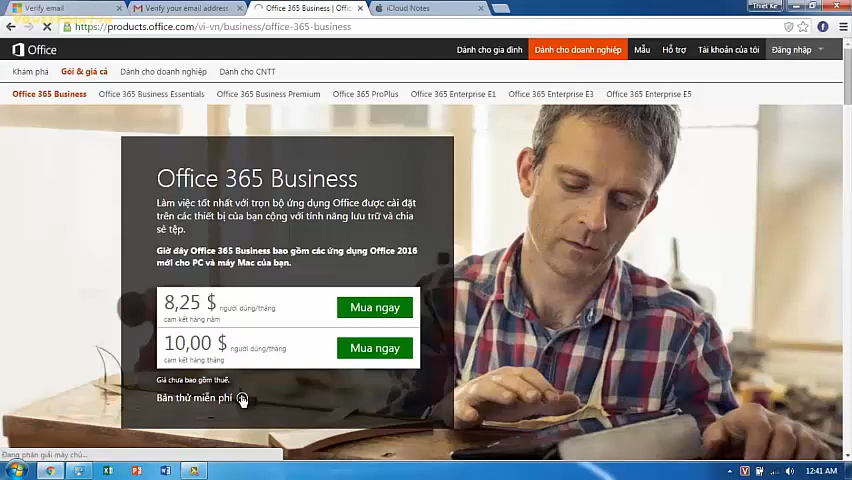 Verify email
Verify your email address
Office 365 Business | Offi
iCloud Notes
Thiết Kế
https://products.office.com/vi-vn/business/office-365-business
Office
Dành cho gia đình
Dành cho doanh nghiệp
Mẫu
Hỗ trợ
Tài khoản của tôi
Đăng nhập
Khám phá
Gói & giá cả
Dành cho doanh nghiệp
Dành cho CNTT
Office 365 Business
Office 365 Business Essentials
Office 365 Business Premium
Office 365 ProPlus
Office 365 Enterprise E1
Office 365 Enterprise E3
Office 365 Enterprise E5
Office 365 Business
Làm việc tốt nhất với trọn bộ ứng dụng Office được cài đặt
trên các thiết bị của bạn cộng với tính năng lưu trữ và chia
sẻ tệp.
Giờ đây Office 365 Business bao gồm các ứng dụng Office 2016
mới cho PC và máy Mac của bạn.
8,25 $ người dùng/tháng
cam kết hàng năm
Mua ngay
10,00 $ người dùng/tháng
cam kết hàng tháng
Mua ngay
Giá chưa bao gồm thuế.
Bản thử miễn phí
Đang phân giải máy chủ...
12:41 AM